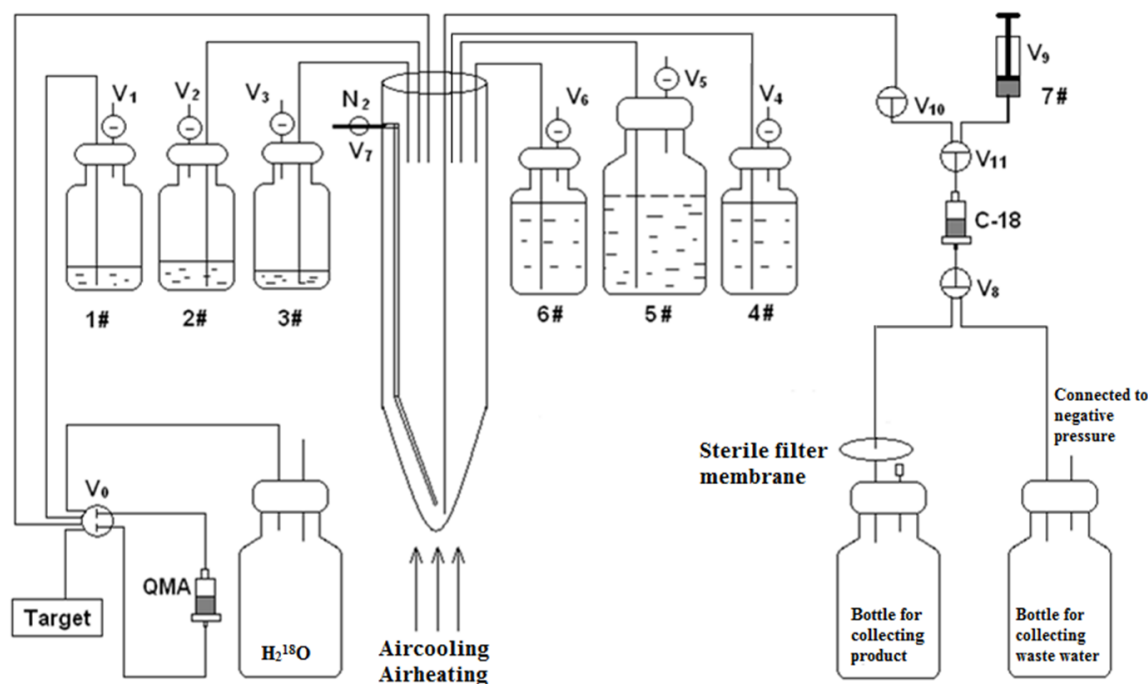 V1
V2
V3
N2
V7
V6
V5
V4
V9
7#
V10
V11
C-18
V8
1#
2#
3#
6#
5#
4#
V0
QMA
Target
H2¹⁸O
Aircooling
Airheating
Sterile filter
membrane
Connected to
negative
pressure
Bottle for
collecting
product
Bottle for
collecting
waste water